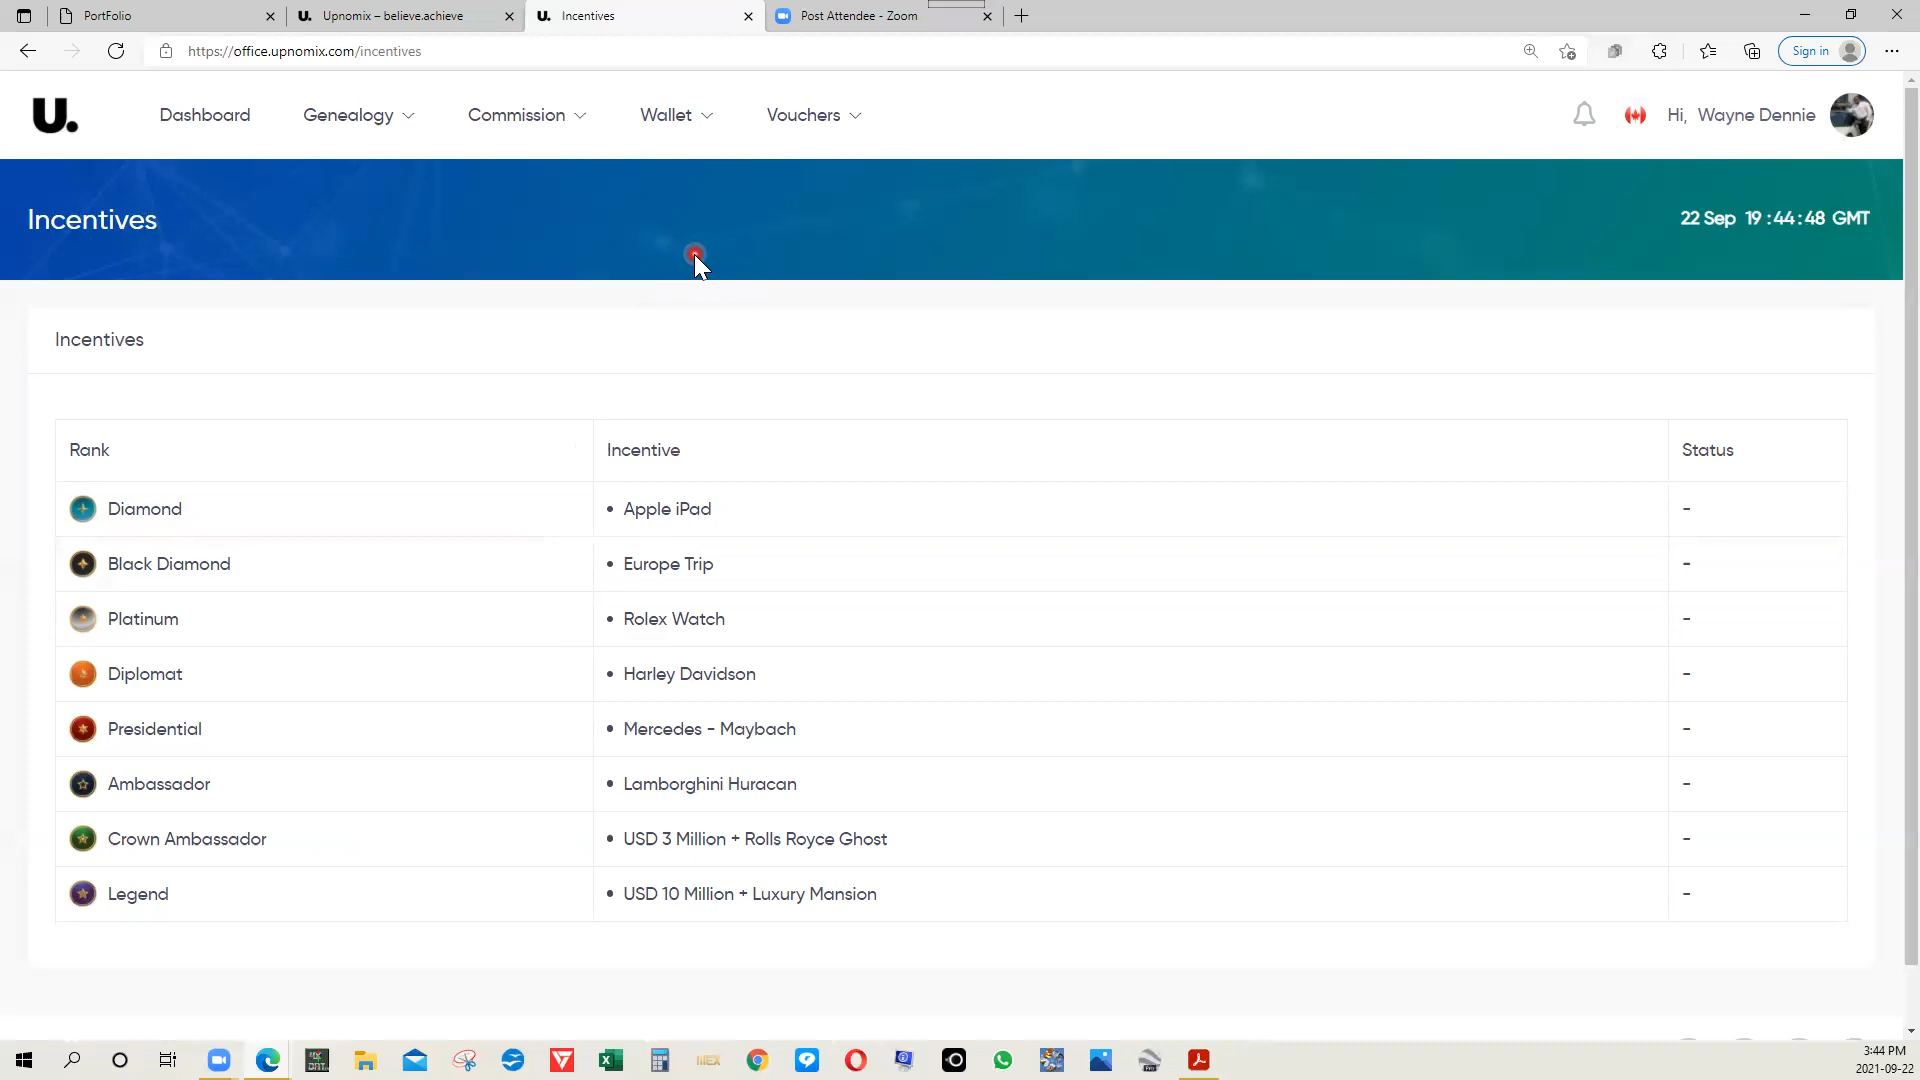 PortFolio
Upnomix – believe.achieve
Incentives
Post Attendee - Zoom
https://office.upnomix.com/incentives
Sign in
U.
Dashboard
Genealogy
Commission
Wallet
Vouchers
Hi, Wayne Dennie
Incentives
22 Sep 19 : 44 : 48 GMT
Incentives
Rank Incentive Status
Diamond • Apple iPad -
Black Diamond • Europe Trip -
Platinum • Rolex Watch -
Diplomat • Harley Davidson -
Presidential • Mercedes - Maybach -
Ambassador • Lamborghini Huracan -
Crown Ambassador • USD 3 Million + Rolls Royce Ghost -
Legend • USD 10 Million + Luxury Mansion -
3:44 PM
2021-09-22